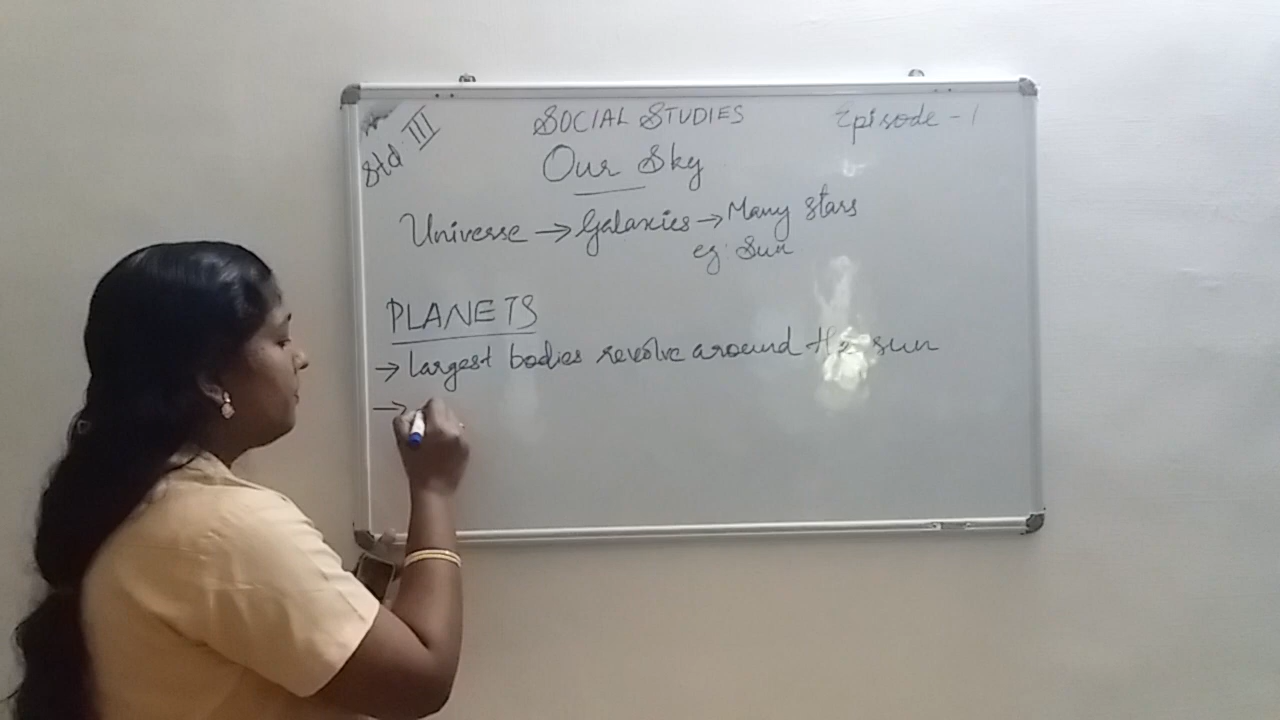 Std. III
SOCIAL STUDIES
Episode - 1
Our Sky
Universe → Galaxies → Many stars
eg: Sun
PLANETS
→ largest bodies revolve around the sun
→